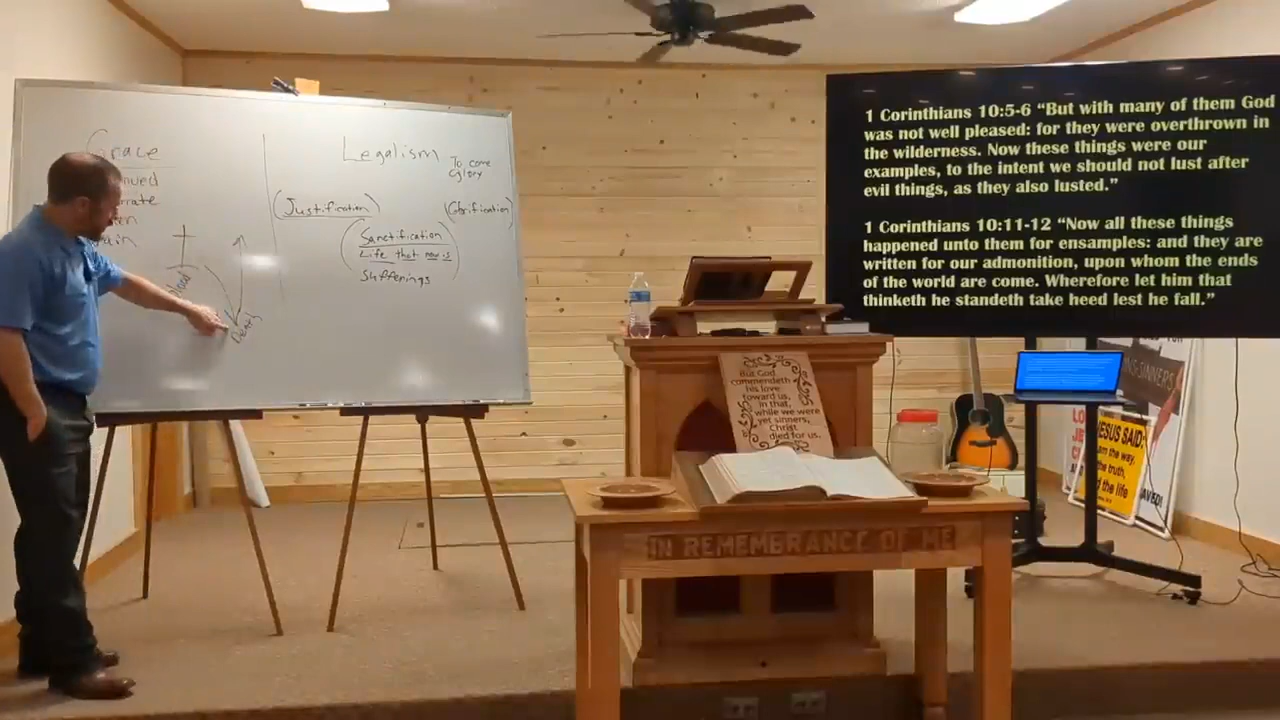 Grace
Legalism
To come
glory
(Justification)
(Glorification)
Sanctification
Life that now is
Sufferings
blood
Death
1 Corinthians 10:5-6 “But with many of them God
was not well pleased: for they were overthrown in
the wilderness. Now these things were our
examples, to the intent we should not lust after
evil things, as they also lusted.”
1 Corinthians 10:11-12 “Now all these things
happened unto them for ensamples: and they are
written for our admonition, upon whom the ends
of the world are come. Wherefore let him that
thinketh he standeth take heed lest he fall.”
But God
commendeth
his love
toward us,
in that,
while we were
yet sinners,
Christ
died for us.
IN REMEMBRANCE OF ME
SINNERS
JESUS SAID:
am the way,
the truth,
the life